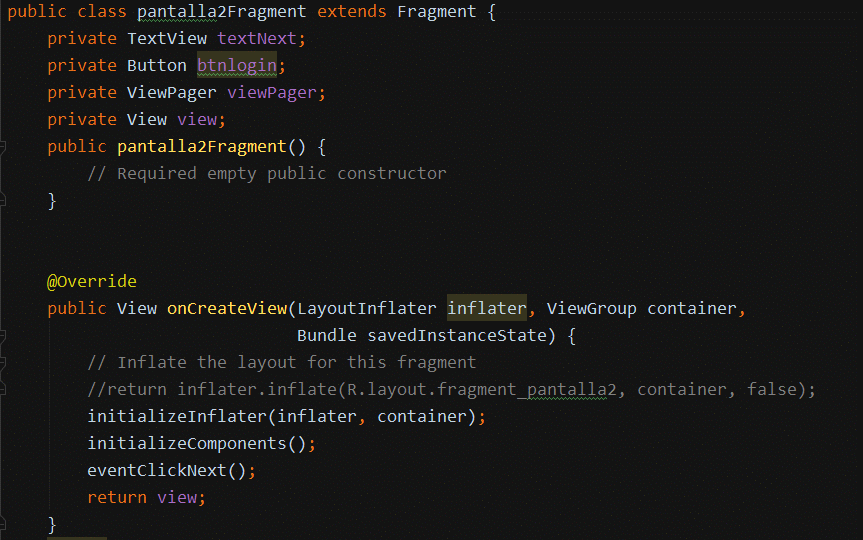 public class pantalla2Fragment extends Fragment {
    private TextView textNext;
    private Button btnlogin;
    private ViewPager viewPager;
    private View view;
    public pantalla2Fragment() {
        // Required empty public constructor
    }


    @Override
    public View onCreateView(LayoutInflater inflater, ViewGroup container,
                             Bundle savedInstanceState) {
        // Inflate the layout for this fragment
        //return inflater.inflate(R.layout.fragment_pantalla2, container, false);
        initializeInflater(inflater, container);
        initializeComponents();
        eventClickNext();
        return view;
    }